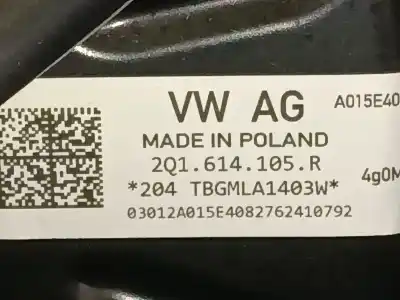 VW AG
A015E40
MADE IN POLAND
2Q1.614.105.R
*204 TBGMLA1403W*
4g0M
03012A015E4082762410792